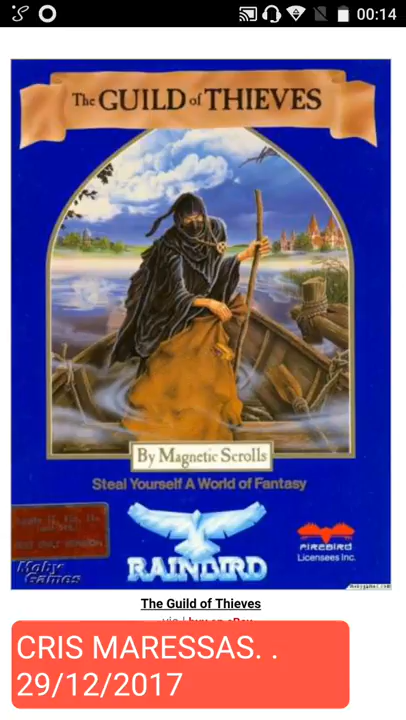 00:14
The GUILD of THIEVES
By Magnetic Scrolls
Steal Yourself A World of Fantasy
RAINBIRD
FIREBIRD
Licensees Inc.
Moby
Games
The Guild of Thieves
CRIS MARESSAS. .
29/12/2017